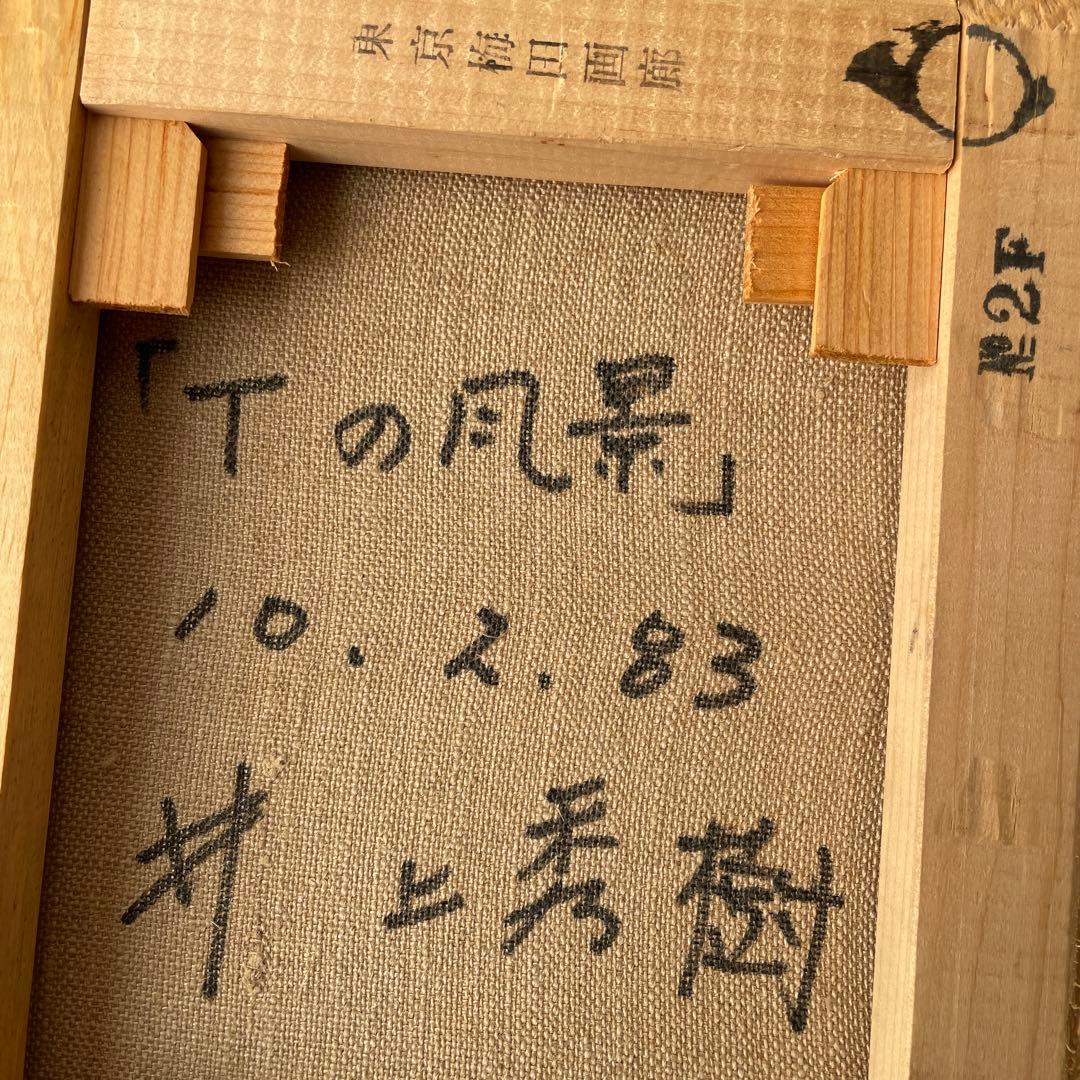 東京梅田画廊
№2F
「Tの風景」
10.2.83
井上秀樹